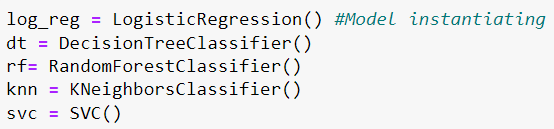 log_reg = LogisticRegression() #Model instantiating
dt = DecisionTreeClassifier()
rf= RandomForestClassifier()
knn = KNeighborsClassifier()
svc = SVC()